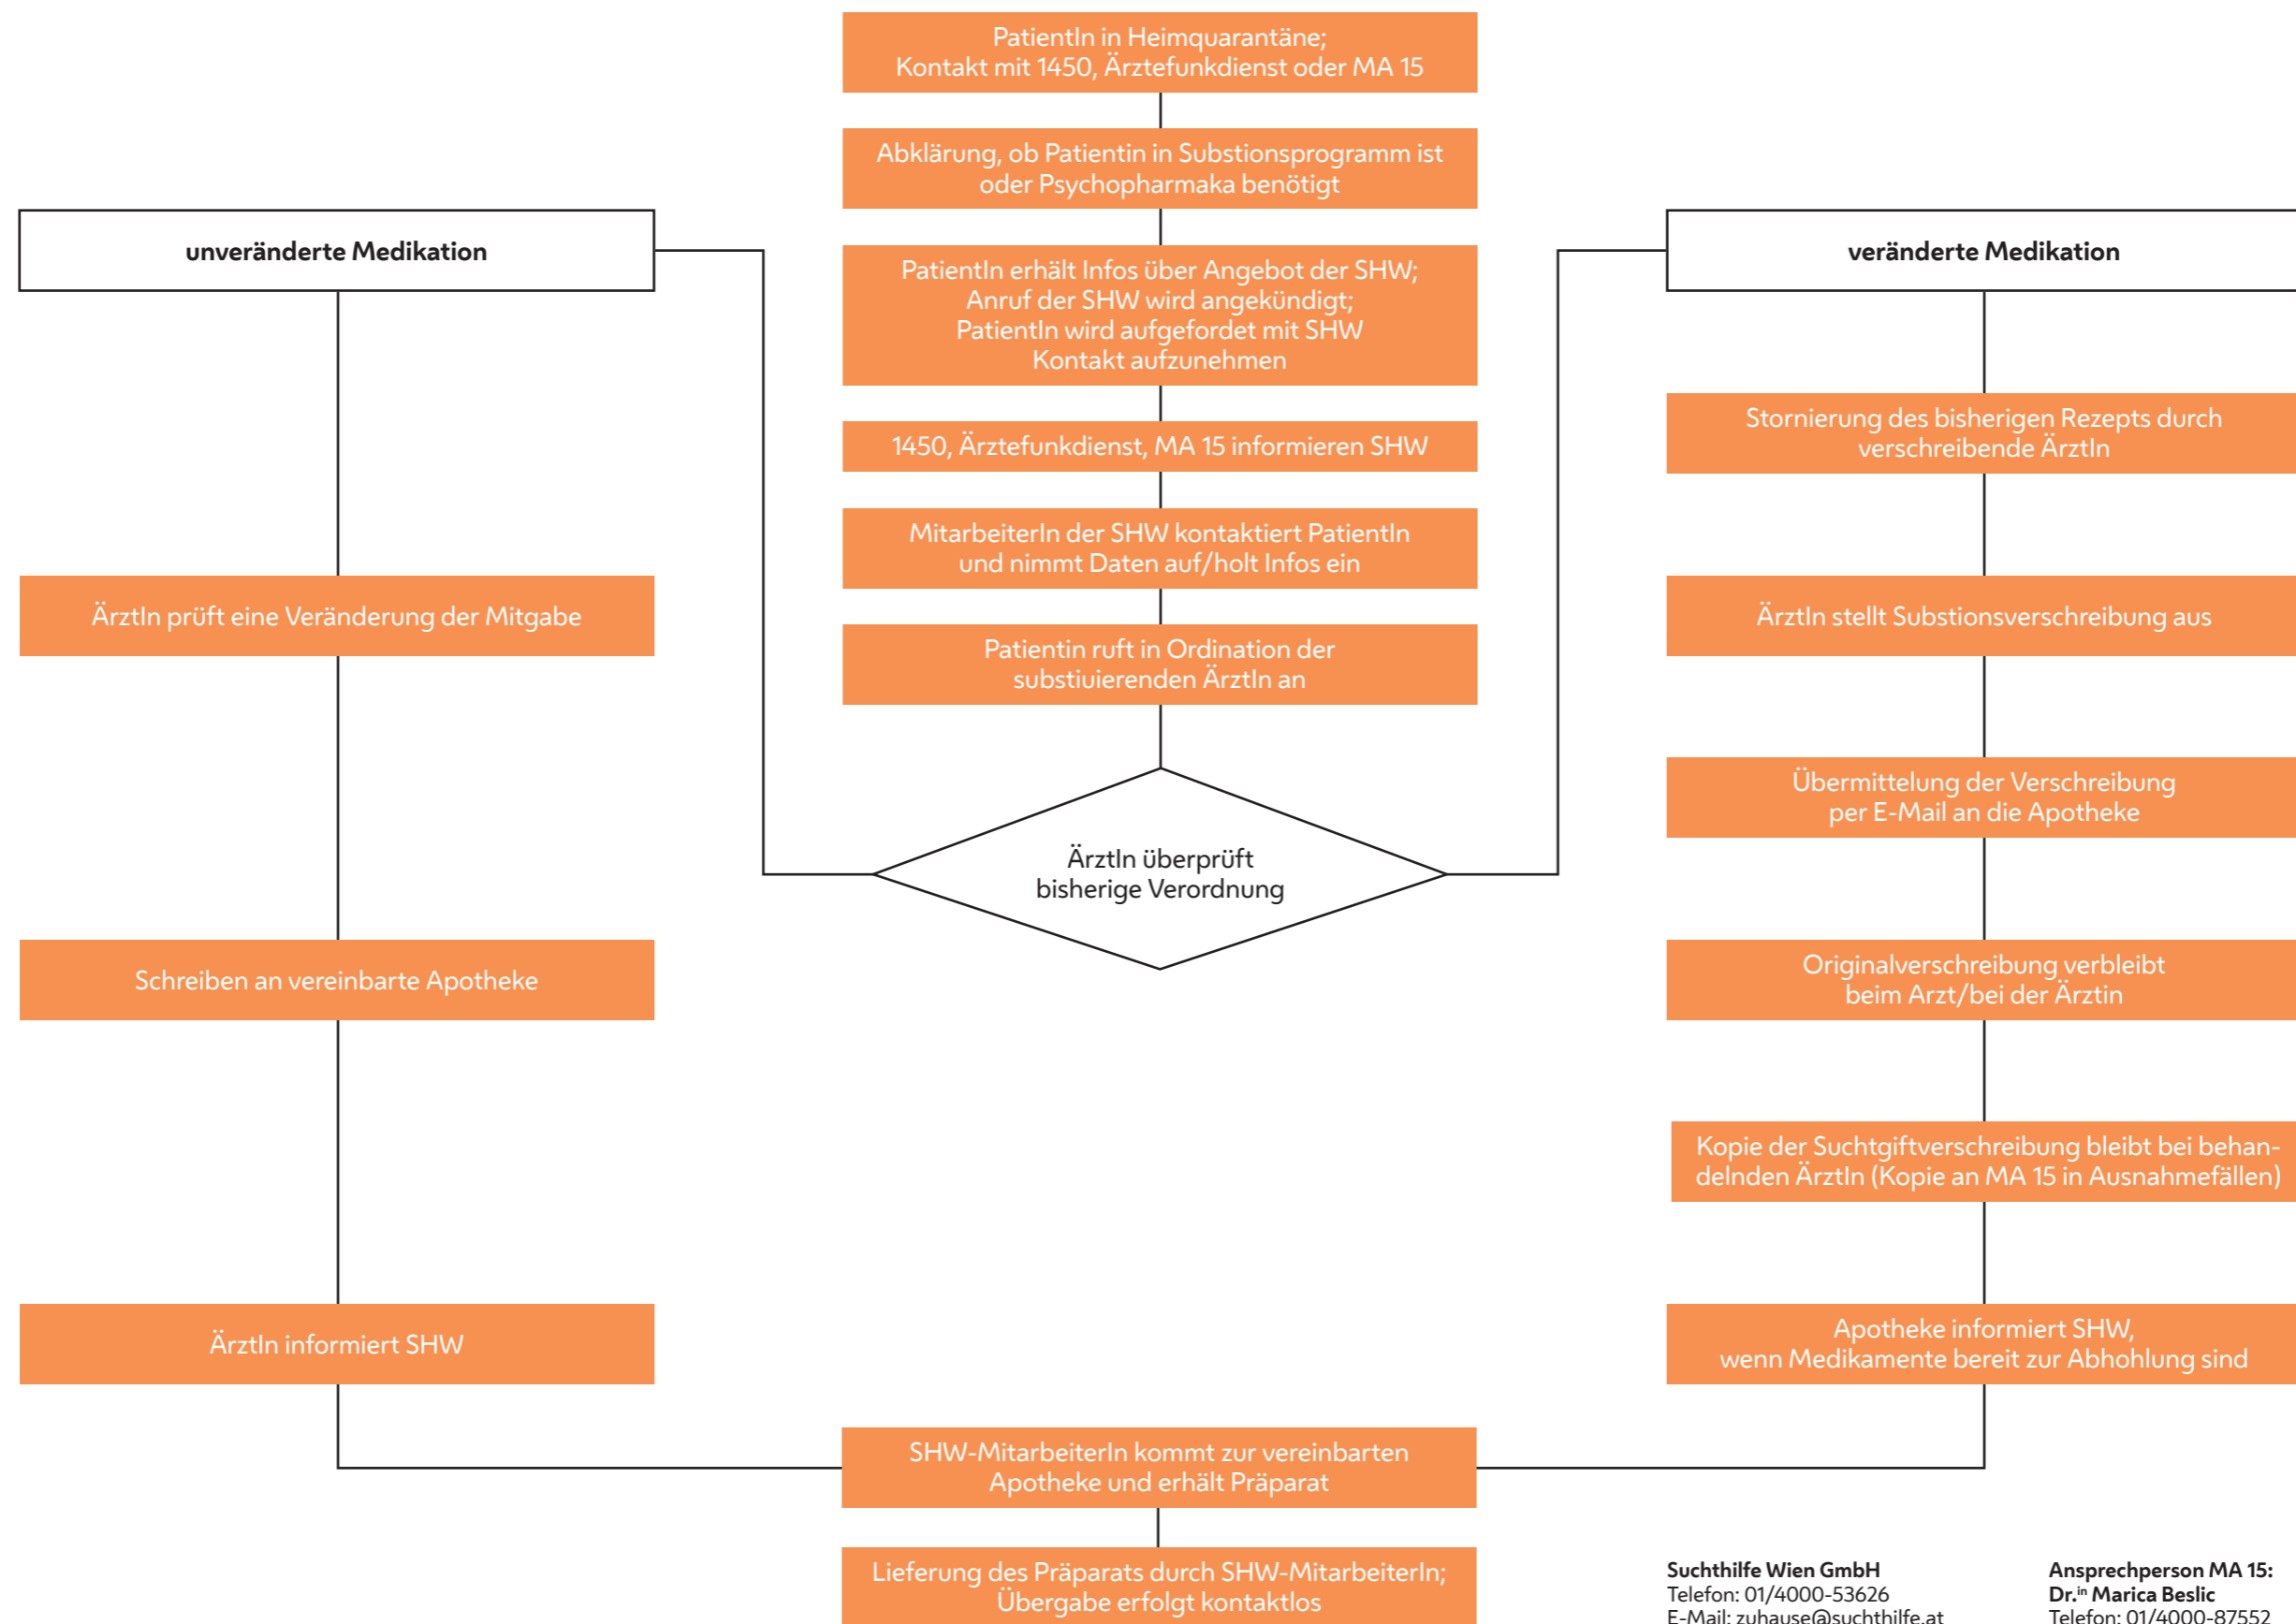 PatientIn in Heimquarantäne;
Kontakt mit 1450, Ärztefunkdienst oder MA 15
Abklärung, ob Patientin in Substionsprogramm ist
oder Psychopharmaka benötigt
PatientIn erhält Infos über Angebot der SHW;
Anruf der SHW wird angekündigt;
PatientIn wird aufgefordet mit SHW
Kontakt aufzunehmen
1450, Ärztefunkdienst, MA 15 informieren SHW
MitarbeiterIn der SHW kontaktiert PatientIn
und nimmt Daten auf/holt Infos ein
Patientin ruft in Ordination der
substiuierenden ÄrztIn an
ÄrztIn überprüft
bisherige Verordnung
unveränderte Medikation
ÄrztIn prüft eine Veränderung der Mitgabe
Schreiben an vereinbarte Apotheke
ÄrztIn informiert SHW
veränderte Medikation
Stornierung des bisherigen Rezepts durch
verschreibende ÄrztIn
ÄrztIn stellt Substionsverschreibung aus
Übermittelung der Verschreibung
per E-Mail an die Apotheke
Originalverschreibung verbleibt
beim Arzt/bei der Ärztin
Kopie der Suchtgiftverschreibung bleibt bei behan-
delnden ÄrztIn (Kopie an MA 15 in Ausnahmefällen)
Apotheke informiert SHW,
wenn Medikamente bereit zur Abhohlung sind
SHW-MitarbeiterIn kommt zur vereinbarten
Apotheke und erhält Präparat
Lieferung des Präparats durch SHW-MitarbeiterIn;
Übergabe erfolgt kontaktlos
Suchthilfe Wien GmbH
Telefon: 01/4000-53626
E-Mail: zuhause@suchthilfe.at
Ansprechperson MA 15:
Dr.in Marica Beslic
Telefon: 01/4000-87552